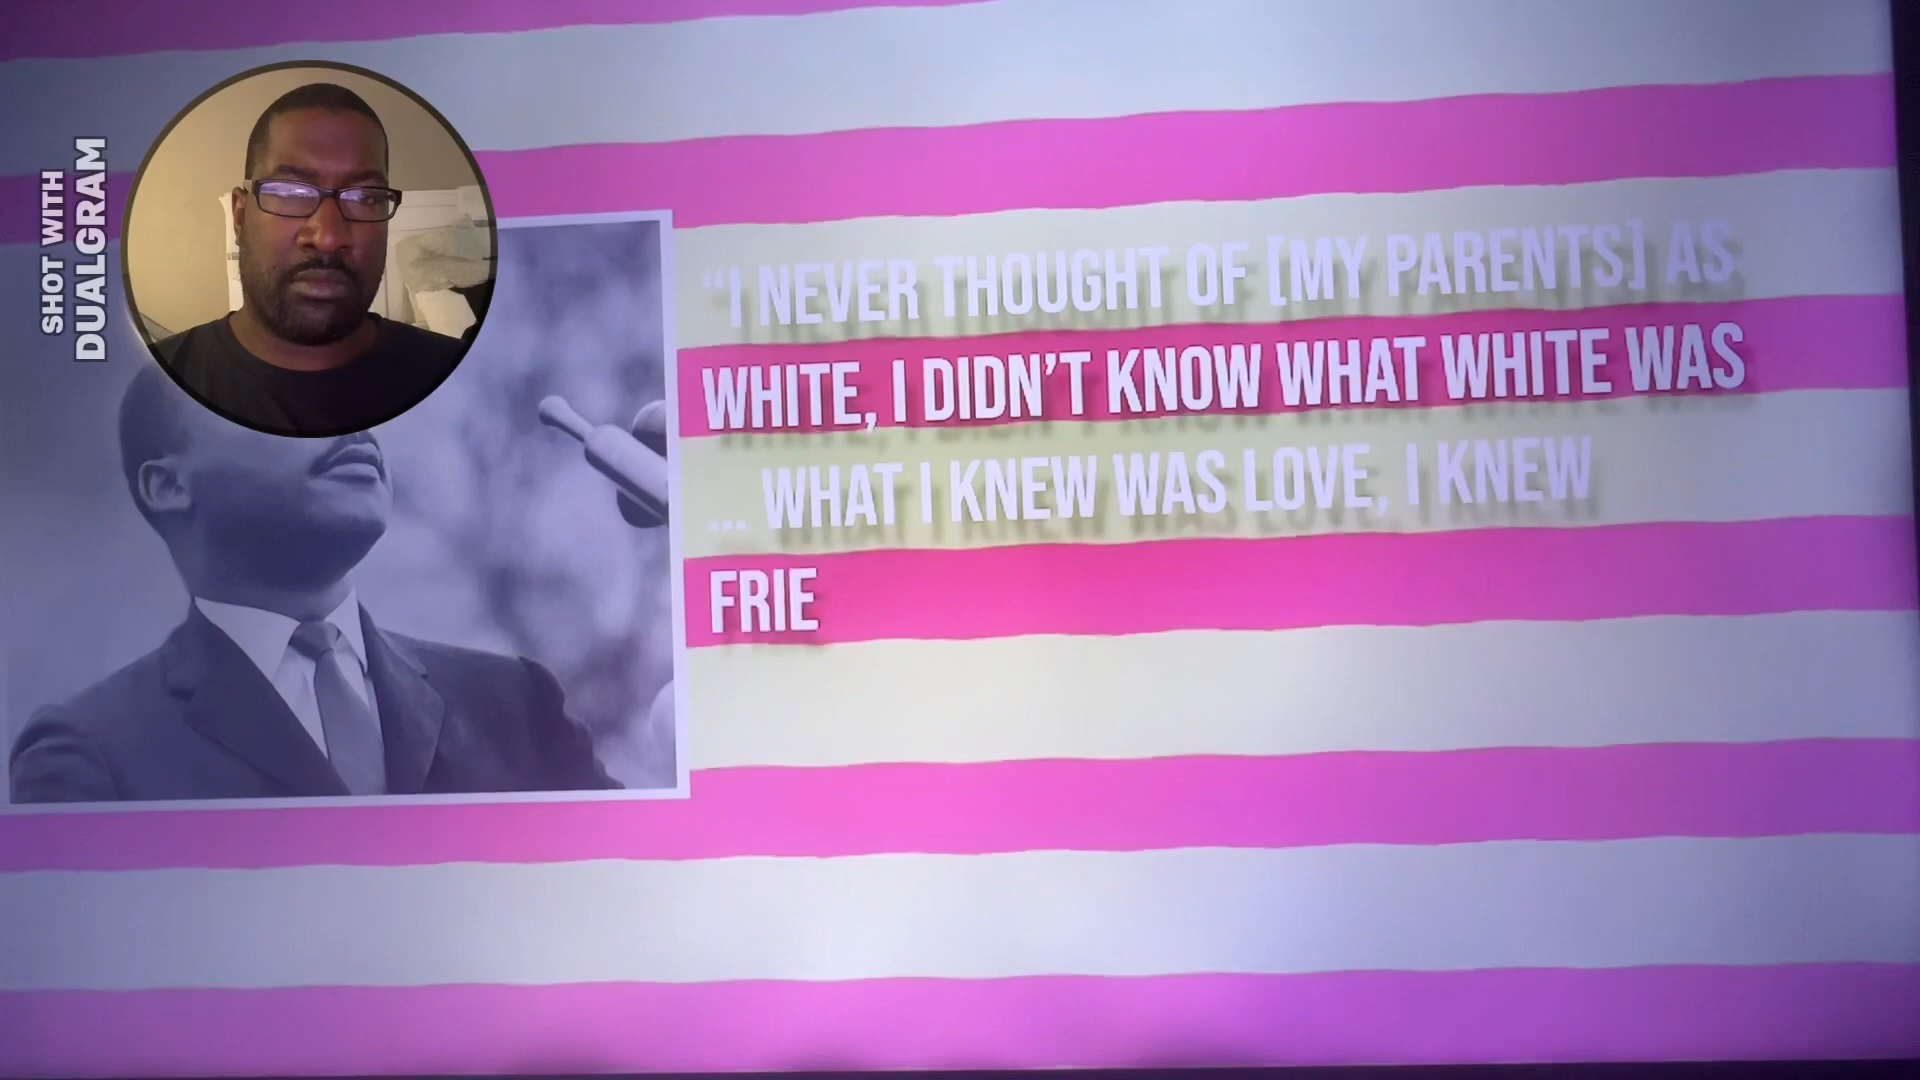 SHOT WITH
DUALGRAM
“I NEVER THOUGHT OF [MY PARENTS] AS
WHITE, I DIDN’T KNOW WHAT WHITE WAS
... WHAT I KNEW WAS LOVE, I KNEW
FRIE